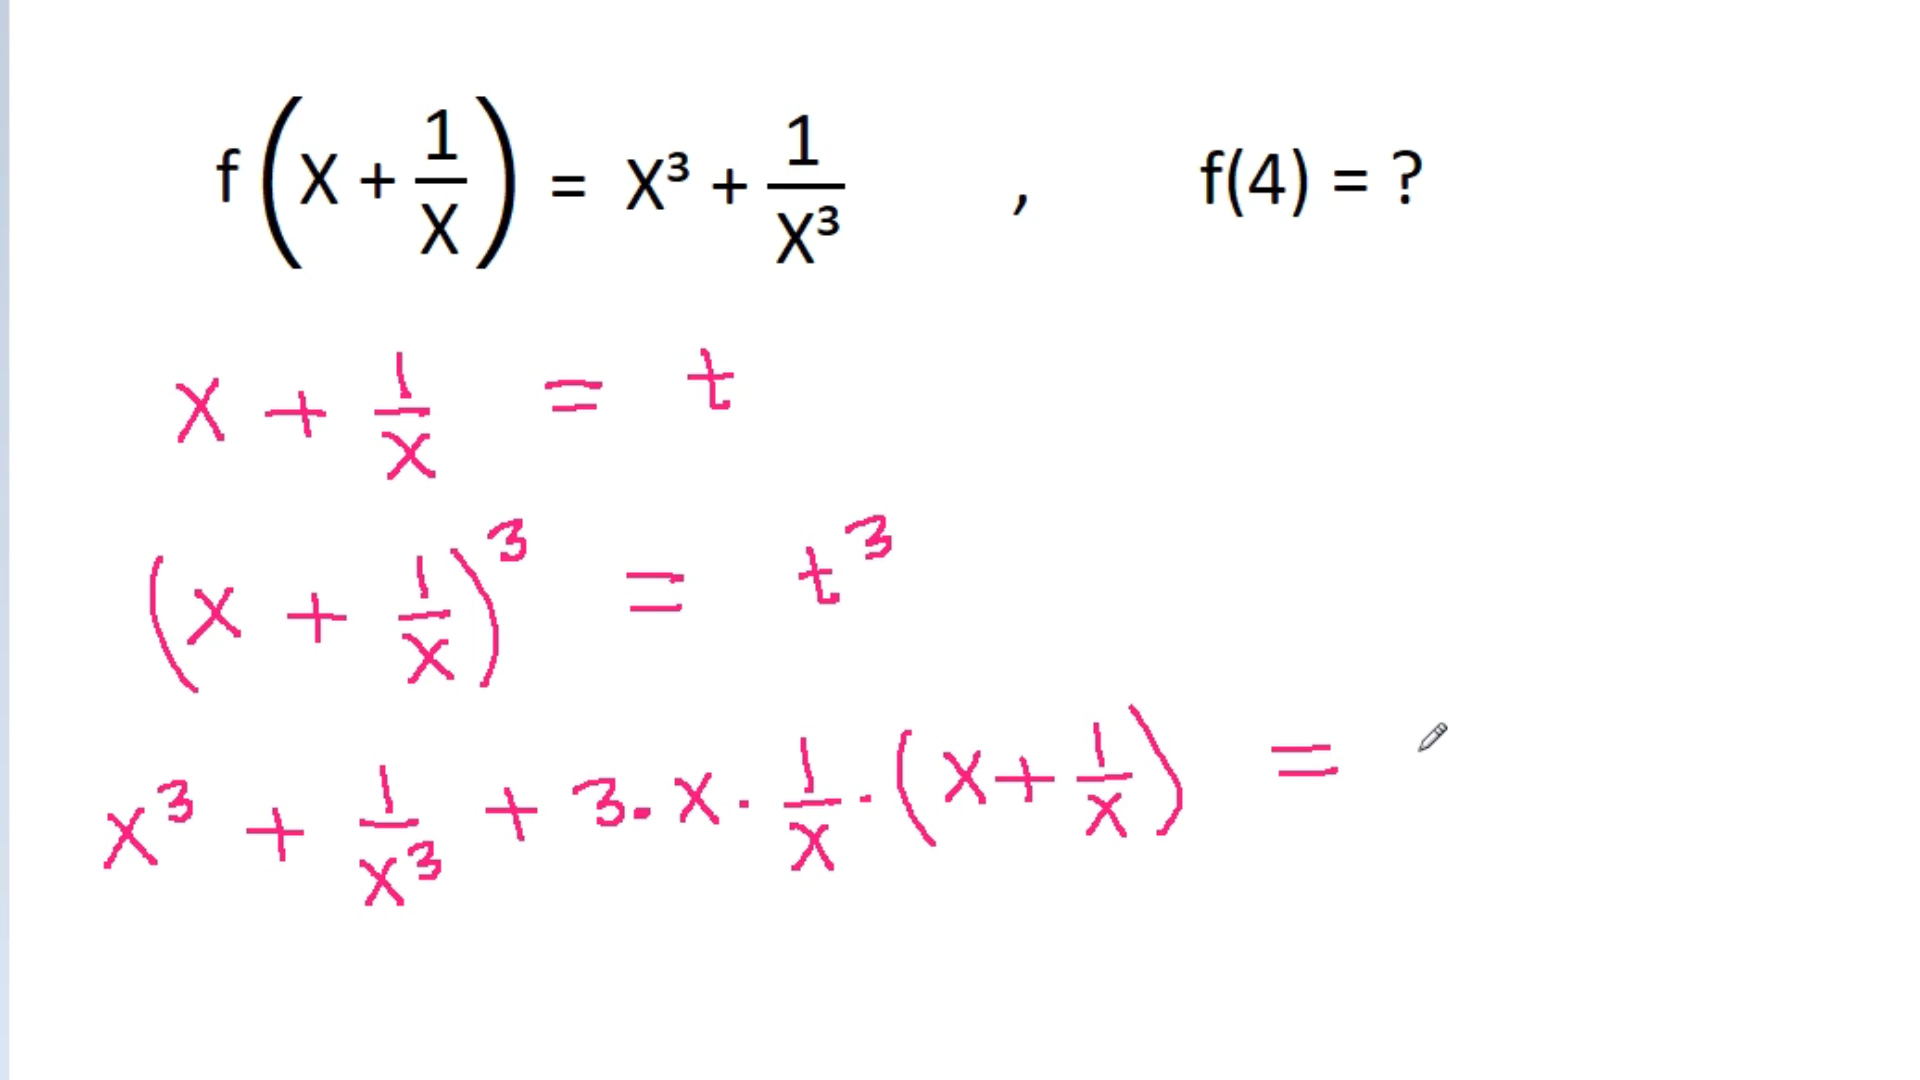 f(X + 1/X) = X³ + 1/X³ , f(4) = ?
x + 1/x = t
(x + 1/x)³ = t³
x³ + 1/x³ + 3·x·1/x·(x + 1/x) =